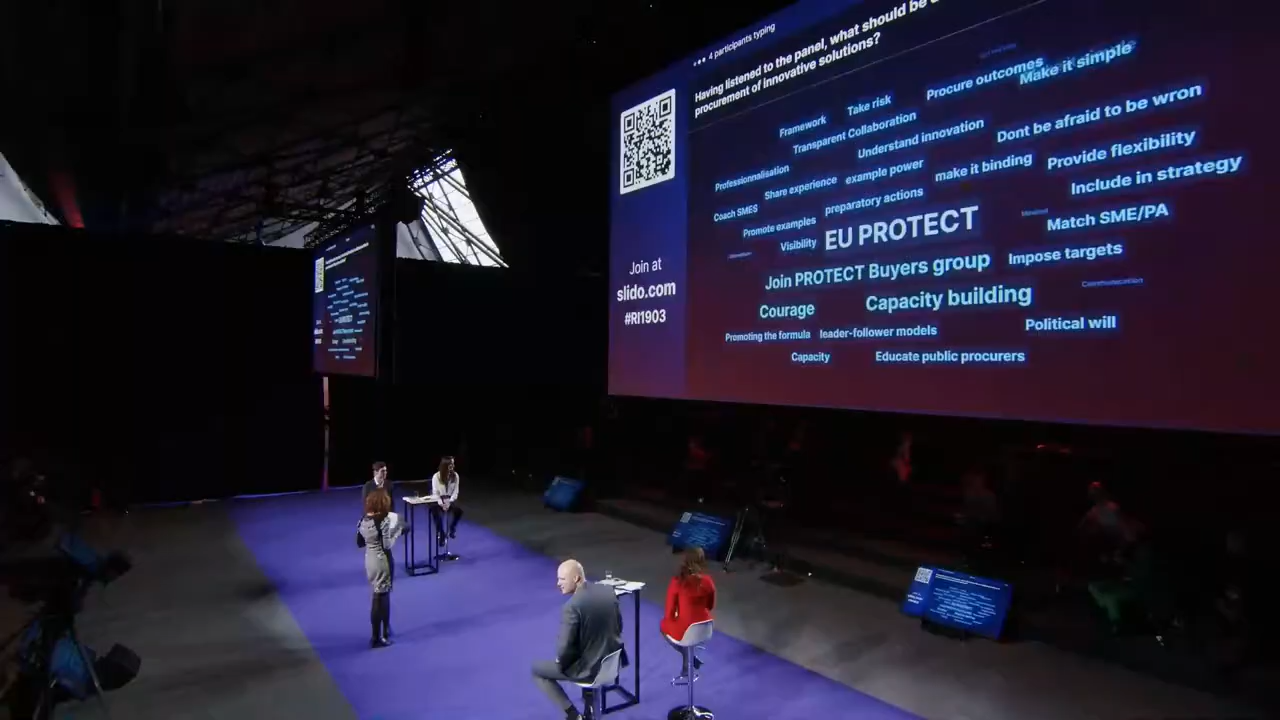 4 participants typing
Having listened to the panel, what should be
procurement of innovative solutions?
Join at
slido.com
#RI1903
Procure outcomes
Make it simple
Take risk
Framework
Transparent Collaboration
Dont be afraid to be wron
Understand innovation
Provide flexibility
Professionnalisation
Share experience
example power
make it binding
Include in strategy
Coach SMES
preparatory actions
Promote examples
Visibility
EU PROTECT
Match SME/PA
Join PROTECT Buyers group
Impose targets
Courage
Capacity building
Communication
Promoting the formula
leader-follower models
Political will
Capacity
Educate public procurers